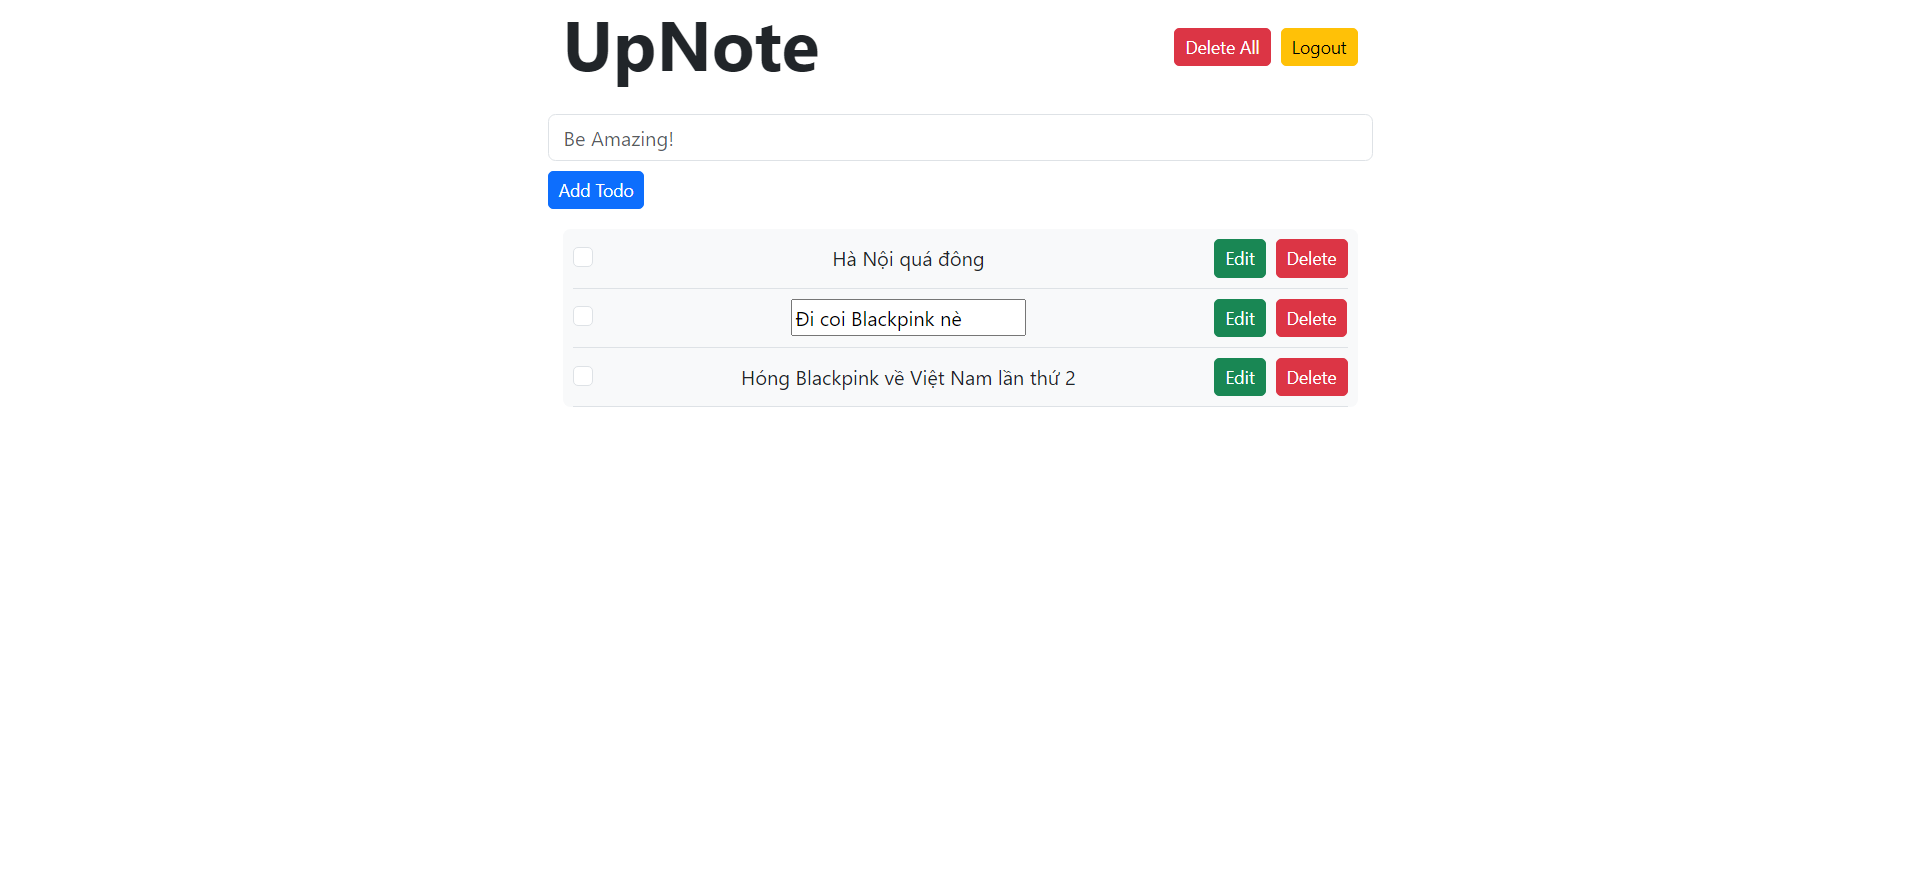 UpNote
Delete All Logout
Be Amazing!
Add Todo
Hà Nội quá đông Edit Delete
Đi coi Blackpink nè Edit Delete
Hóng Blackpink về Việt Nam lần thứ 2 Edit Delete